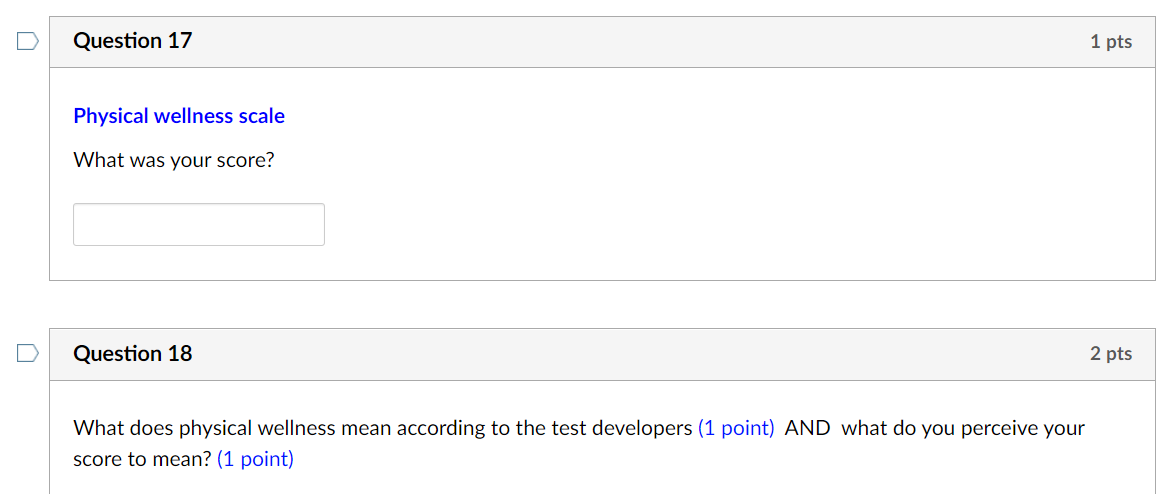 Question 17
1 pts
Physical wellness scale
What was your score?
Question 18
2 pts
What does physical wellness mean according to the test developers (1 point) AND what do you perceive your
score to mean? (1 point)